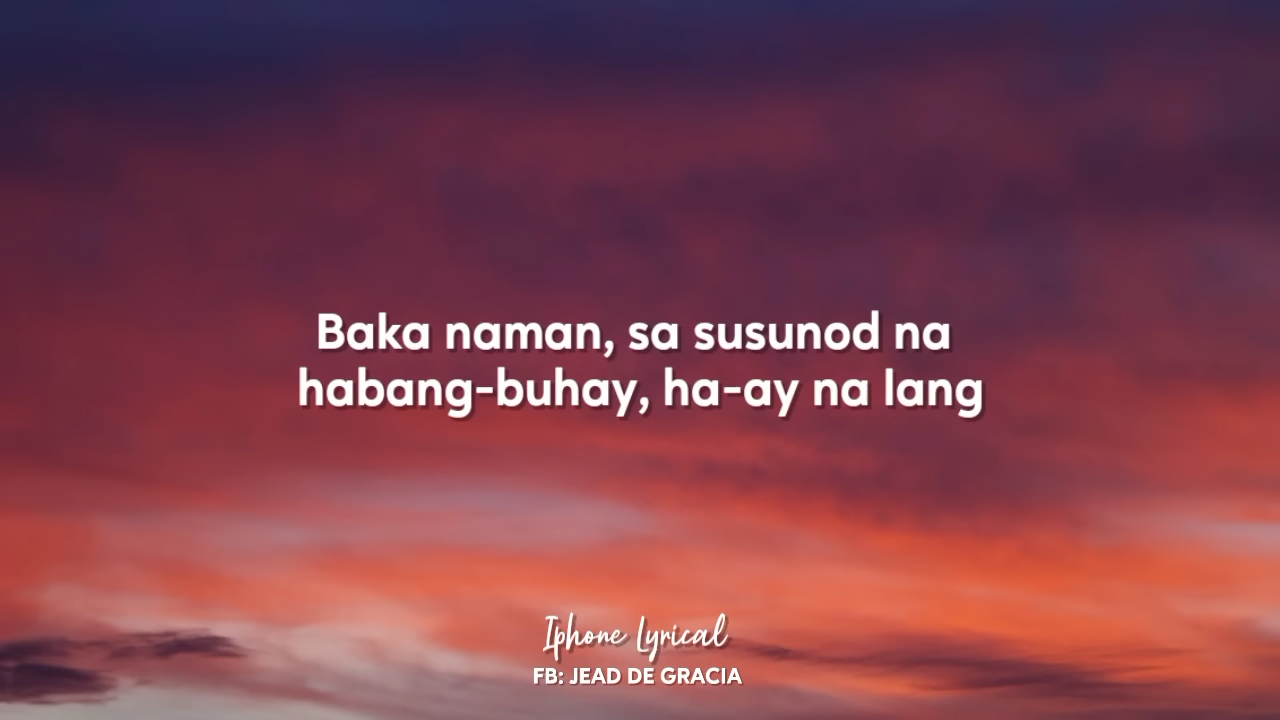 Baka naman, sa susunod na
habang-buhay, ha-ay na lang
Iphone Lyrical
FB: JEAD DE GRACIA